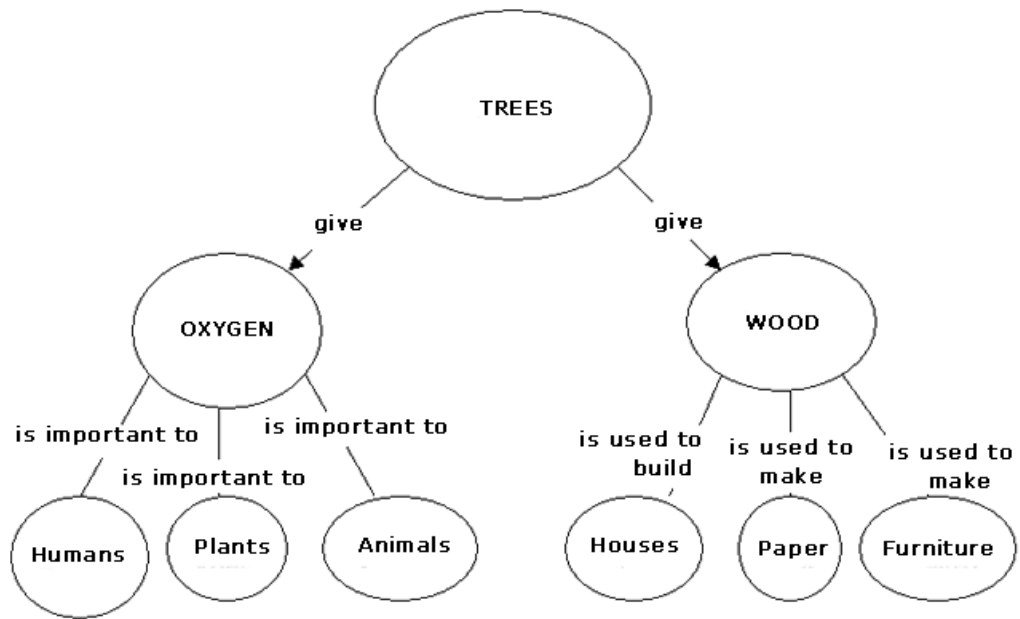 TREES
give
give
OXYGEN
WOOD
is important to
is important to
is important to
is used to
build
is used to
make
is used to
make
Humans
Plants
Animals
Houses
Paper
Furniture